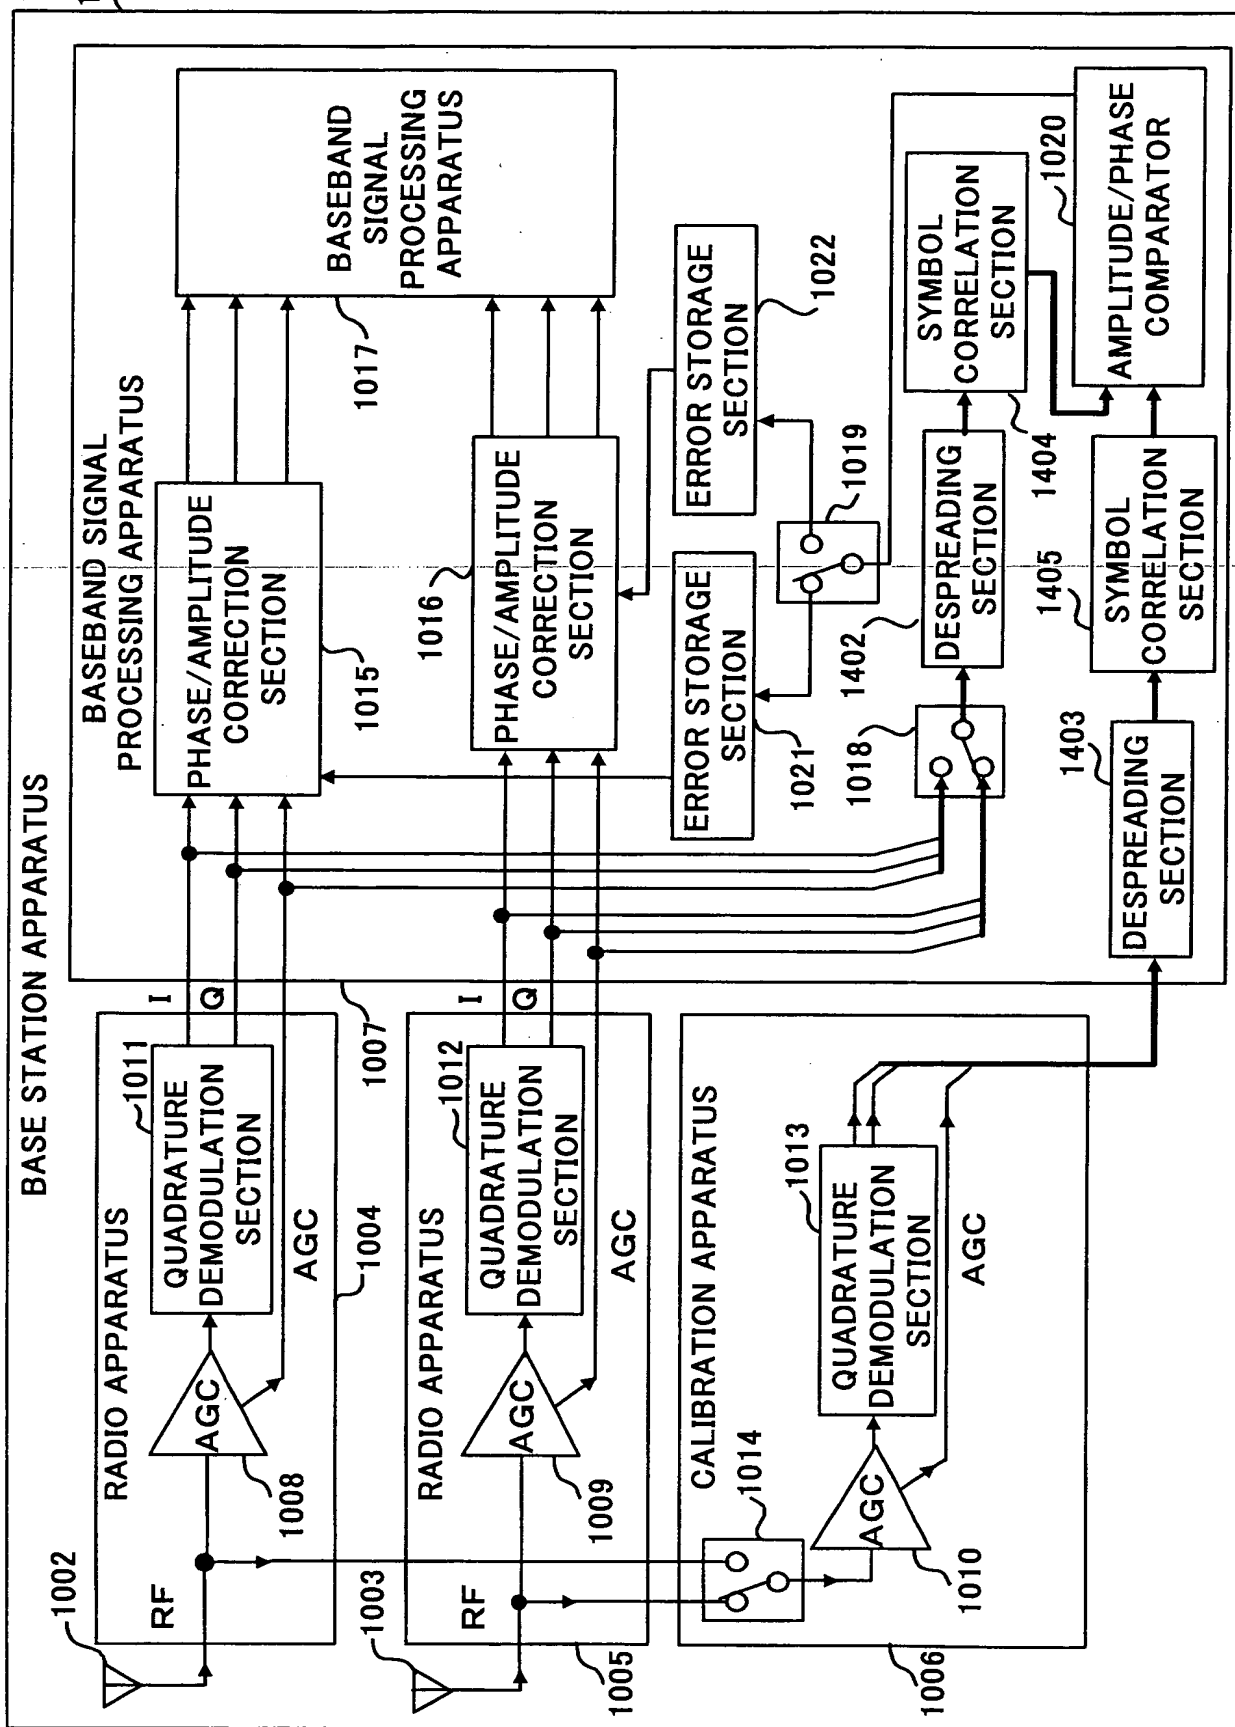 BASE STATION APPARATUS
1002
RF
RADIO APPARATUS
1008
AGC
1011
QUADRATURE
DEMODULATION
SECTION
AGC
1004
I
Q
1003
RF
1005
RADIO APPARATUS
1009
AGC
1012
QUADRATURE
DEMODULATION
SECTION
AGC
I
Q
1007
CALIBRATION APPARATUS
1014
1006
1010
AGC
1013
QUADRATURE
DEMODULATION
SECTION
AGC
BASEBAND SIGNAL
PROCESSING APPARATUS
PHASE/AMPLITUDE
CORRECTION
SECTION
1015
1016
PHASE/AMPLITUDE
CORRECTION
SECTION
BASEBAND
SIGNAL
PROCESSING
APPARATUS
1017
ERROR STORAGE
SECTION
1021
ERROR STORAGE
SECTION
1022
1019
1018
1402
DESPREADING
SECTION
SYMBOL
CORRELATION
SECTION
1404
1403
DESPREADING
SECTION
1405
SYMBOL
CORRELATION
SECTION
1020
AMPLITUDE/PHASE
COMPARATOR